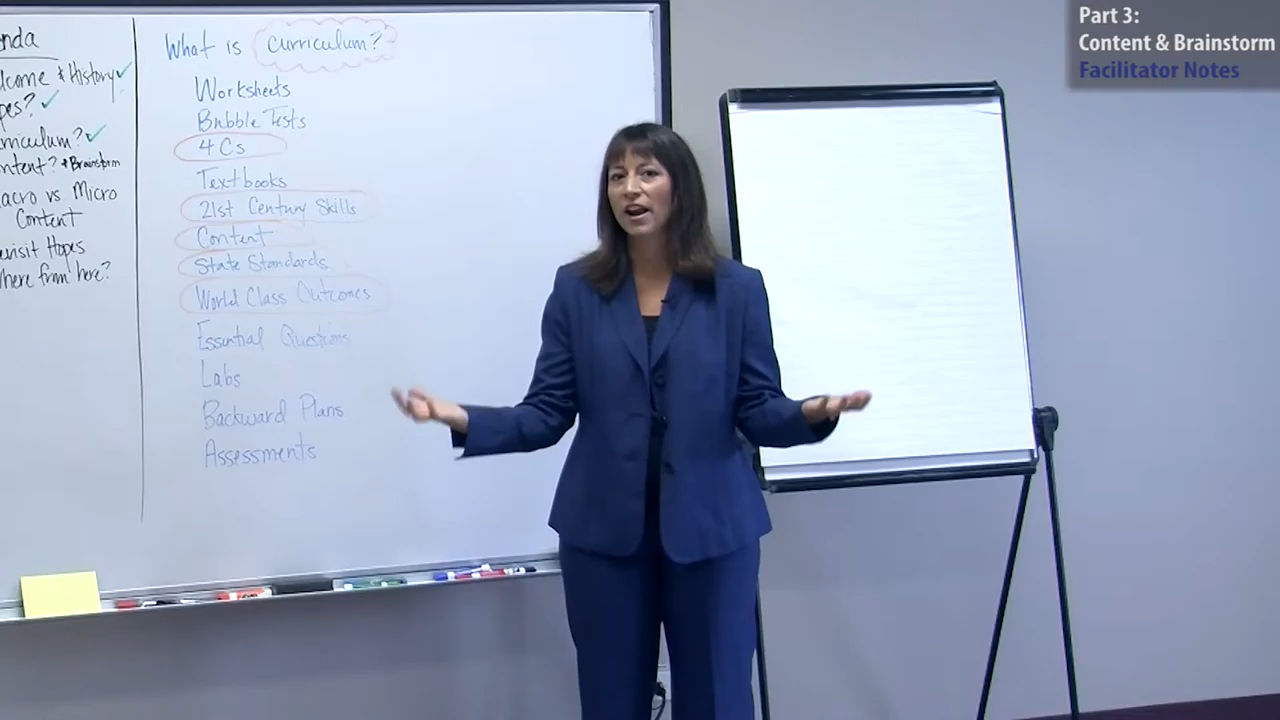 nda
lcome & History ✓
pes? ✓
rriculum? ✓
ntent? & Brainstorm
acro vs Micro
Content
visit Hopes
here from here?
What is curriculum?
Worksheets
Bubble Tests
4 Cs
Textbooks
21st Century Skills
Content
State Standards
World Class Outcomes
Essential Questions
Labs
Backward Plans
Assessments
Part 3:
Content & Brainstorm
Facilitator Notes